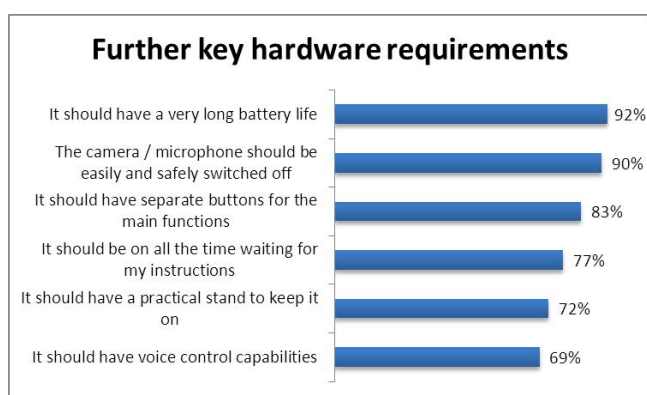 Further key hardware requirements
It should have a very long battery life
92%
The camera / microphone should be
easily and safely switched off
90%
It should have separate buttons for the
main functions
83%
It should be on all the time waiting for
my instructions
77%
It should have a practical stand to keep it
on
72%
It should have voice control capabilities
69%